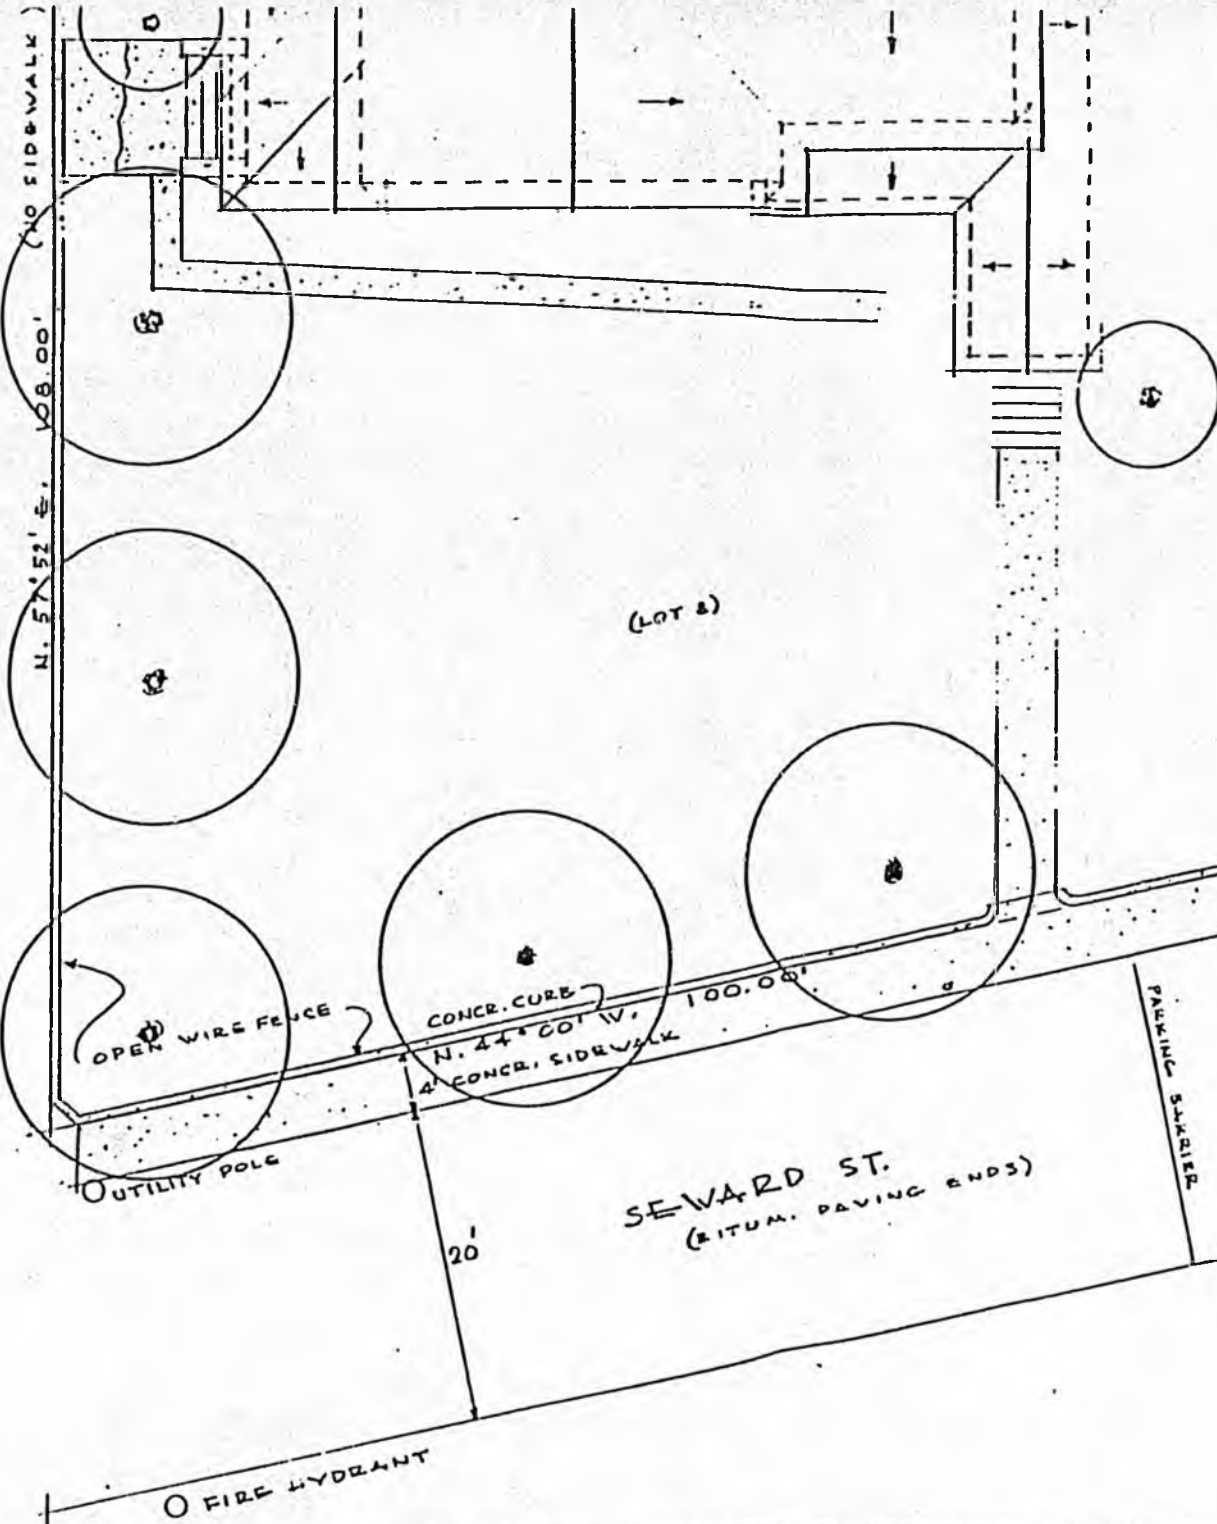 (NO SIDEWALK)
N. 57° 52' E. 108.00'
(LOT 8)
OPEN WIRE FENCE
CONCR. CURB
N. 44° 00' W. 100.00'
4' CONCR. SIDEWALK
UTILITY POLE
PARKING BARRIER
SEWARD ST.
(BITUM. PAVING ENDS)
20'
FIRE HYDRANT